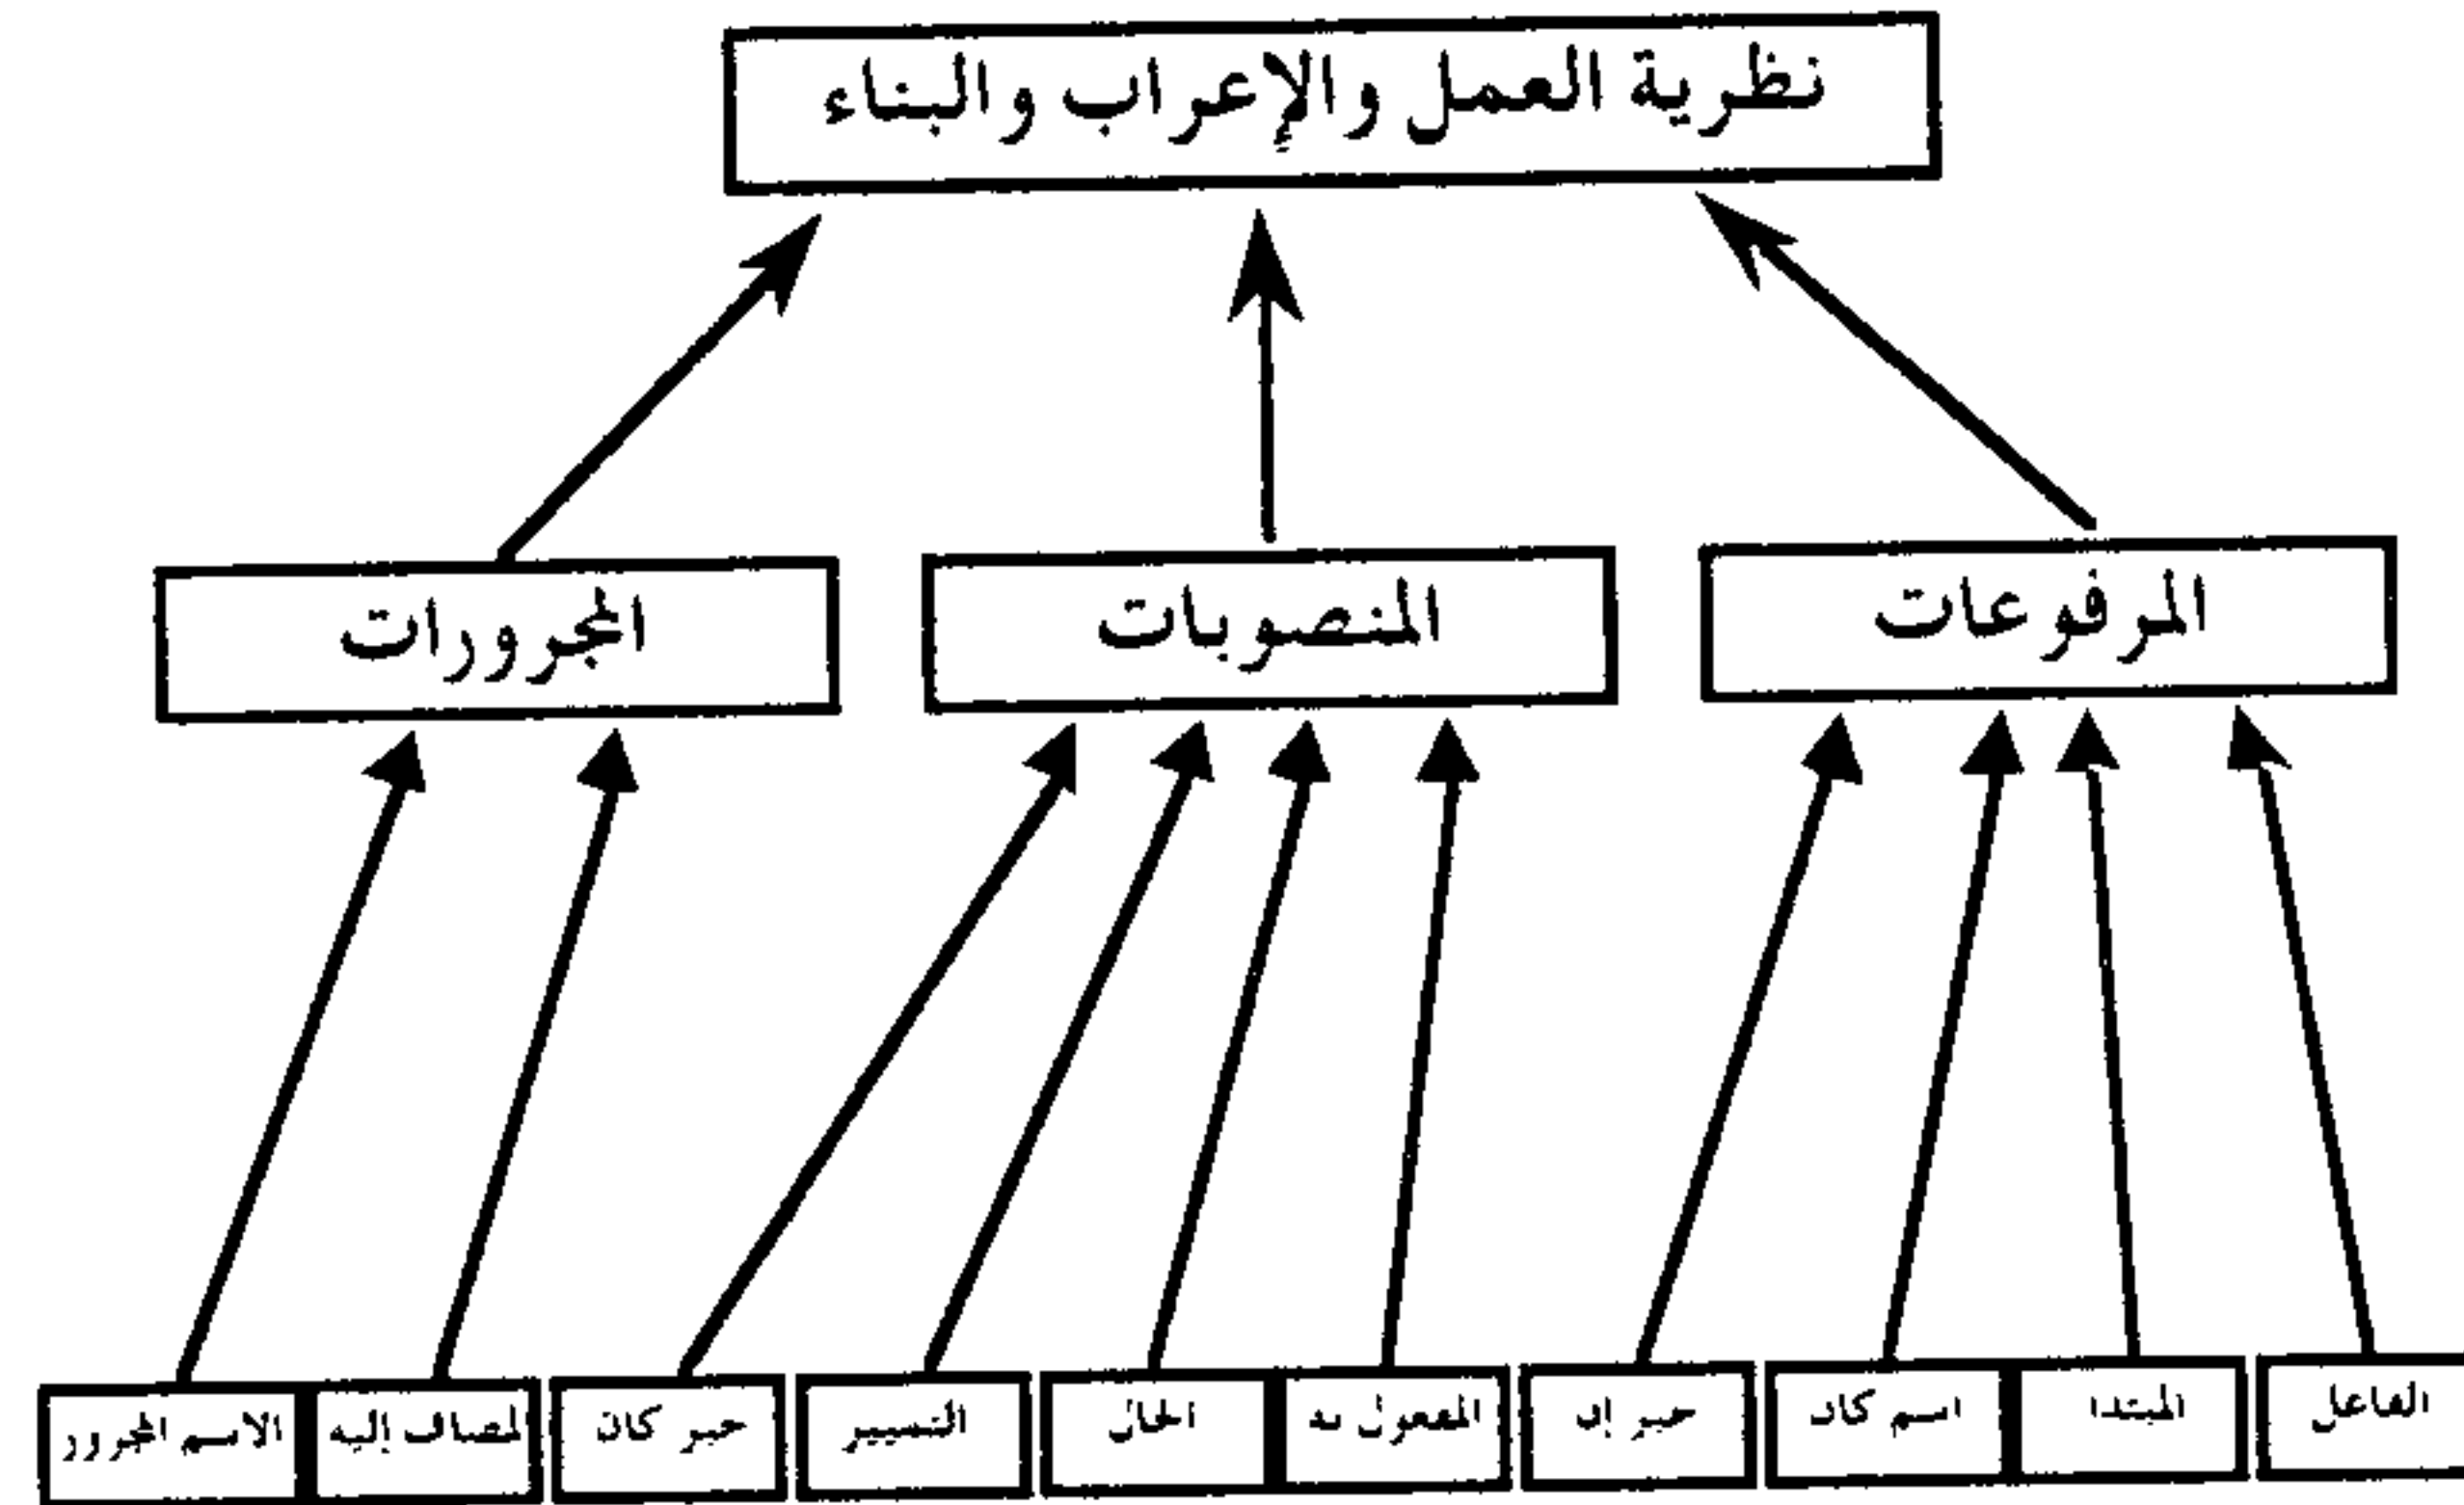 نظرية العمل والإعراب والبناء
المرفوعات
المنصوبات
المجرورات
الفاعل
المبتدا
اسم كان
خبر إن
المفعول به
الحال
التمييز
خبر كان
المضاف إليه
الاسم المجرور